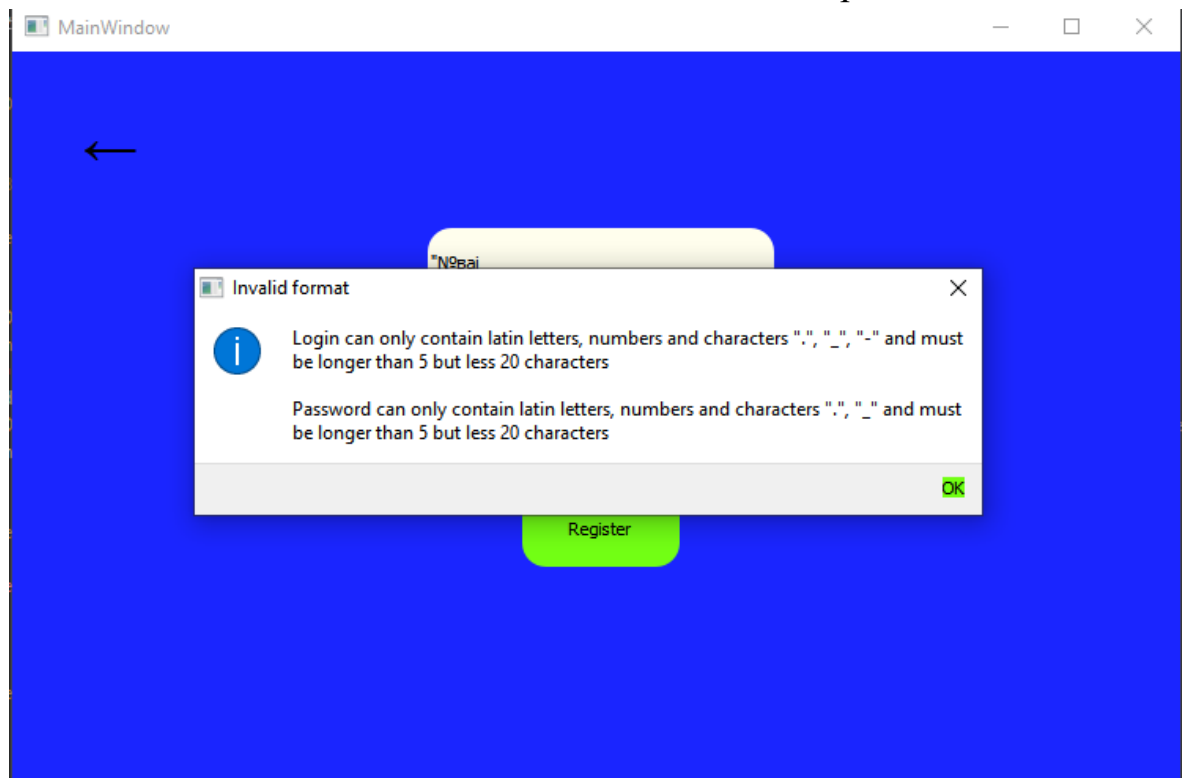 MainWindow
←
"№ваі
Invalid format
Login can only contain latin letters, numbers and characters ".", "_", "-" and must
be longer than 5 but less 20 characters
Password can only contain latin letters, numbers and characters ".", "_" and must
be longer than 5 but less 20 characters
OK
Register